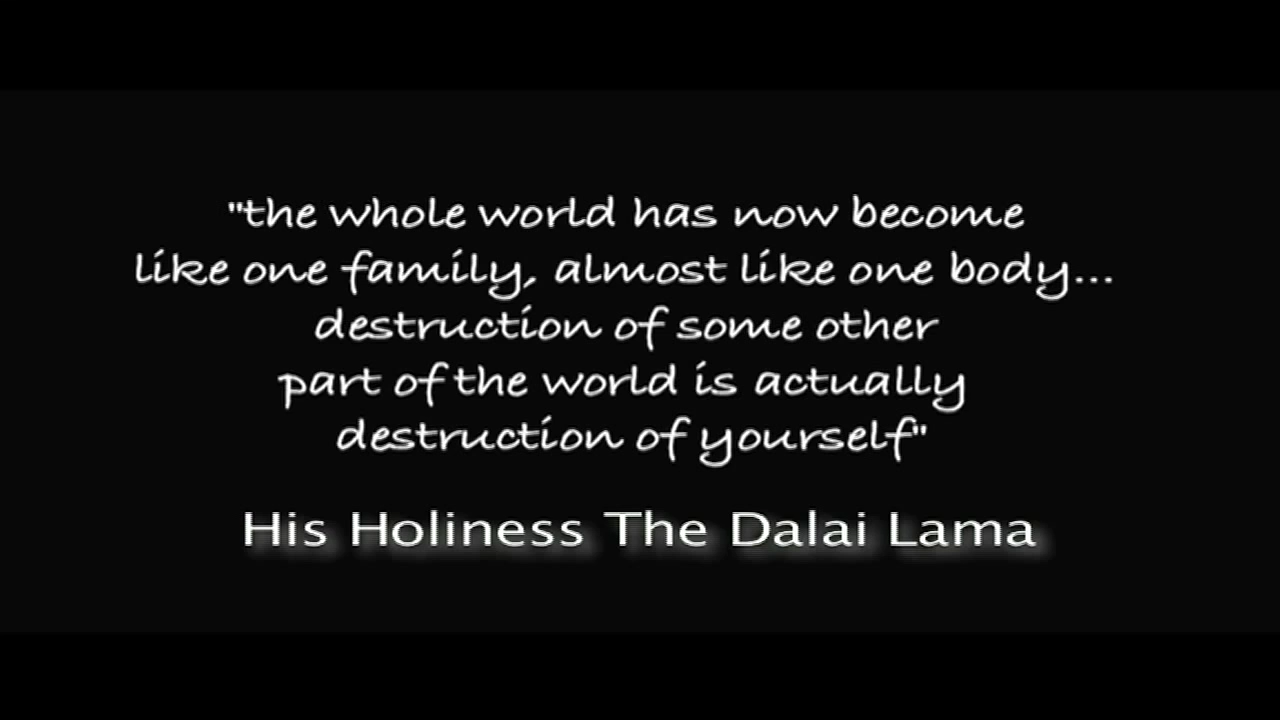 "the whole world has now become
like one family, almost like one body...
destruction of some other
part of the world is actually
destruction of yourself"
His Holiness The Dalai Lama